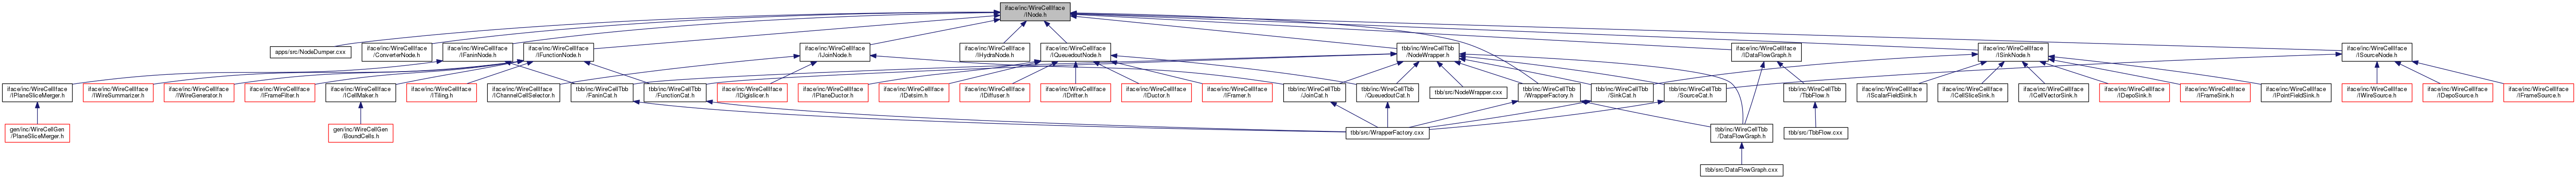 iface/inc/WireCellIface
/INode.h
apps/src/NodeDumper.cxx
iface/inc/WireCellIface
/ConverterNode.h
iface/inc/WireCellIface
/IFaninNode.h
iface/inc/WireCellIface
/IFunctionNode.h
iface/inc/WireCellIface
/IJoinNode.h
iface/inc/WireCellIface
/IHydraNode.h
iface/inc/WireCellIface
/IQueuedoutNode.h
tbb/inc/WireCellTbb
/NodeWrapper.h
iface/inc/WireCellIface
/IDataFlowGraph.h
iface/inc/WireCellIface
/ISinkNode.h
iface/inc/WireCellIface
/ISourceNode.h
iface/inc/WireCellIface
/IPlaneSliceMerger.h
iface/inc/WireCellIface
/IWireSummarizer.h
iface/inc/WireCellIface
/IWireGenerator.h
iface/inc/WireCellIface
/IFrameFilter.h
iface/inc/WireCellIface
/ICellMaker.h
iface/inc/WireCellIface
/ITiling.h
iface/inc/WireCellIface
/IChannelCellSelector.h
tbb/inc/WireCellTbb
/FaninCat.h
tbb/inc/WireCellTbb
/FunctionCat.h
iface/inc/WireCellIface
/IDigislicer.h
iface/inc/WireCellIface
/IPlaneDuctor.h
iface/inc/WireCellIface
/IDetsim.h
iface/inc/WireCellIface
/IDiffuser.h
iface/inc/WireCellIface
/IDrifter.h
iface/inc/WireCellIface
/IDuctor.h
iface/inc/WireCellIface
/IFramer.h
tbb/inc/WireCellTbb
/JoinCat.h
tbb/inc/WireCellTbb
/QueuedoutCat.h
tbb/src/NodeWrapper.cxx
tbb/inc/WireCellTbb
/WrapperFactory.h
tbb/inc/WireCellTbb
/SinkCat.h
tbb/inc/WireCellTbb
/SourceCat.h
tbb/inc/WireCellTbb
/TbbFlow.h
iface/inc/WireCellIface
/IScalarFieldSink.h
iface/inc/WireCellIface
/ICellSliceSink.h
iface/inc/WireCellIface
/ICellVectorSink.h
iface/inc/WireCellIface
/IDepoSink.h
iface/inc/WireCellIface
/IFrameSink.h
iface/inc/WireCellIface
/IPointFieldSink.h
iface/inc/WireCellIface
/IWireSource.h
iface/inc/WireCellIface
/IDepoSource.h
iface/inc/WireCellIface
/IFrameSource.h
gen/inc/WireCellGen
/PlaneSliceMerger.h
gen/inc/WireCellGen
/BoundCells.h
tbb/src/WrapperFactory.cxx
tbb/inc/WireCellTbb
/DataFlowGraph.h
tbb/src/TbbFlow.cxx
tbb/src/DataFlowGraph.cxx